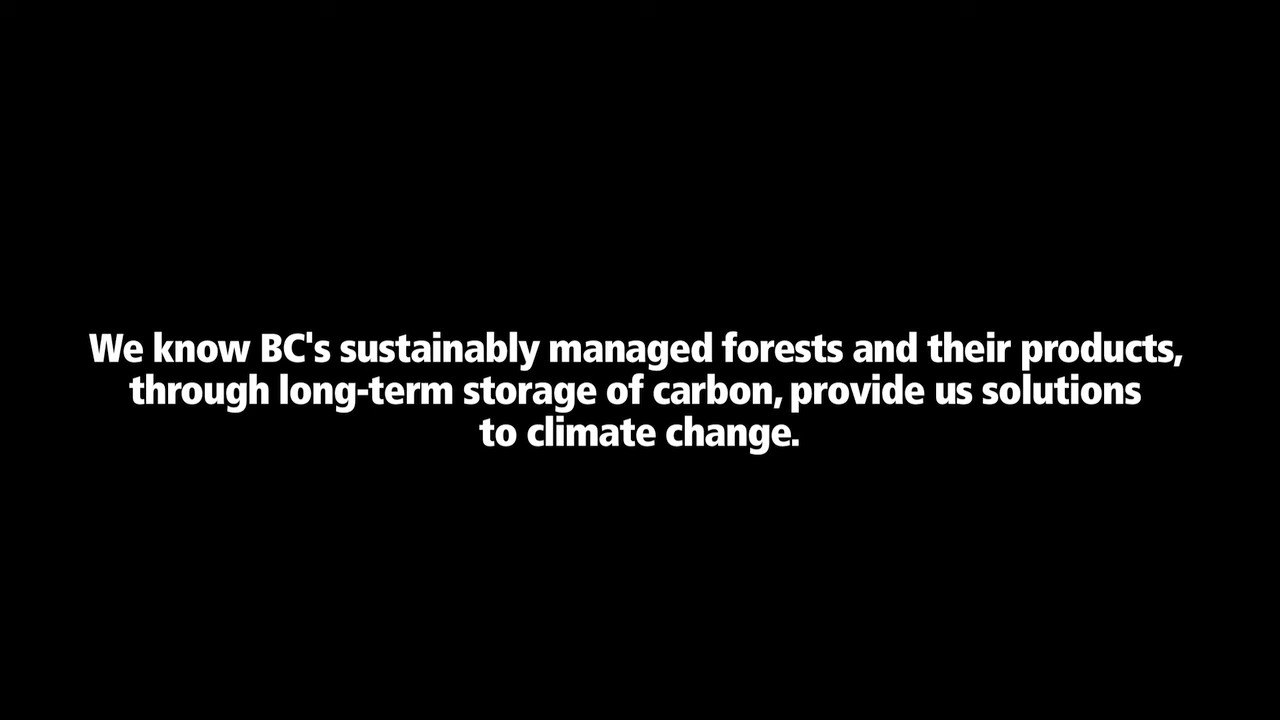 We know BC's sustainably managed forests and their products,
through long-term storage of carbon, provide us solutions
to climate change.